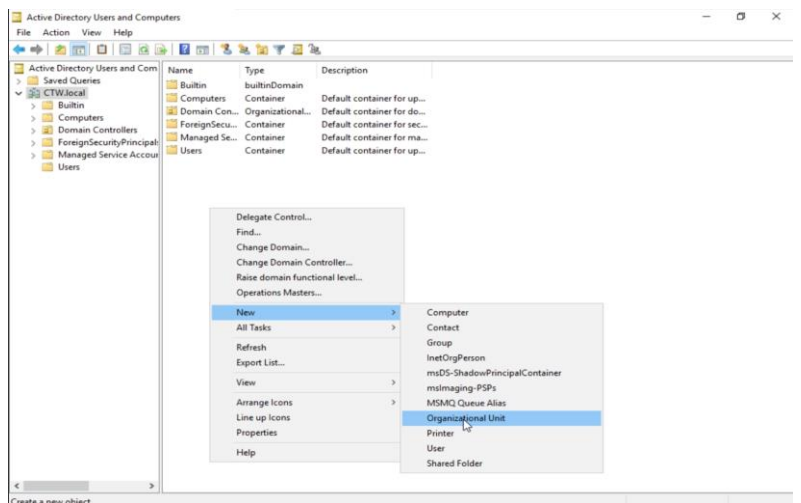 Active Directory Users and Computers
File Action View Help
Active Directory Users and Com
Saved Queries
CTW.local
Builtin
Computers
Domain Controllers
ForeignSecurityPrincipals
Managed Service Accour
Users
Name Type Description
Builtin builtinDomain
Computers Container Default container for up...
Domain Con... Organizational... Default container for do...
ForeignSecu... Container Default container for sec...
Managed Se... Container Default container for ma...
Users Container Default container for up...
Delegate Control...
Find...
Change Domain...
Change Domain Controller...
Raise domain functional level...
Operations Masters...
New
All Tasks
Refresh
Export List...
View
Arrange Icons
Line up Icons
Properties
Help
Computer
Contact
Group
InetOrgPerson
msDS-ShadowPrincipalContainer
msImaging-PSPs
MSMQ Queue Alias
Organizational Unit
Printer
User
Shared Folder
Create a new object